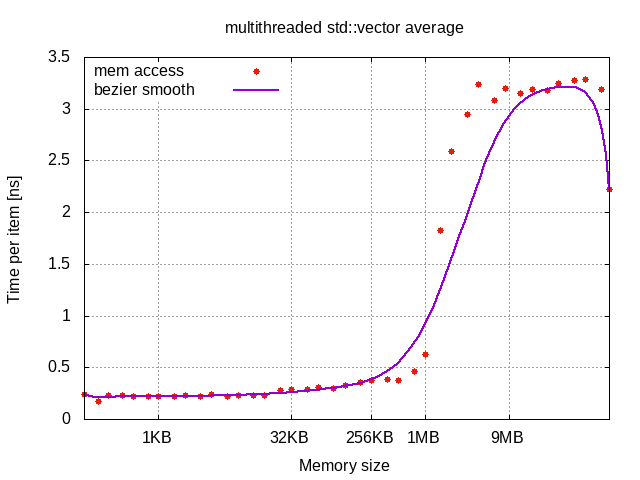 multithreaded std::vector average
3.5
mem access
bezier smooth
3
2.5
2
1.5
1
0.5
0
Time per item [ns]
1KB
32KB
256KB
1MB
9MB
Memory size